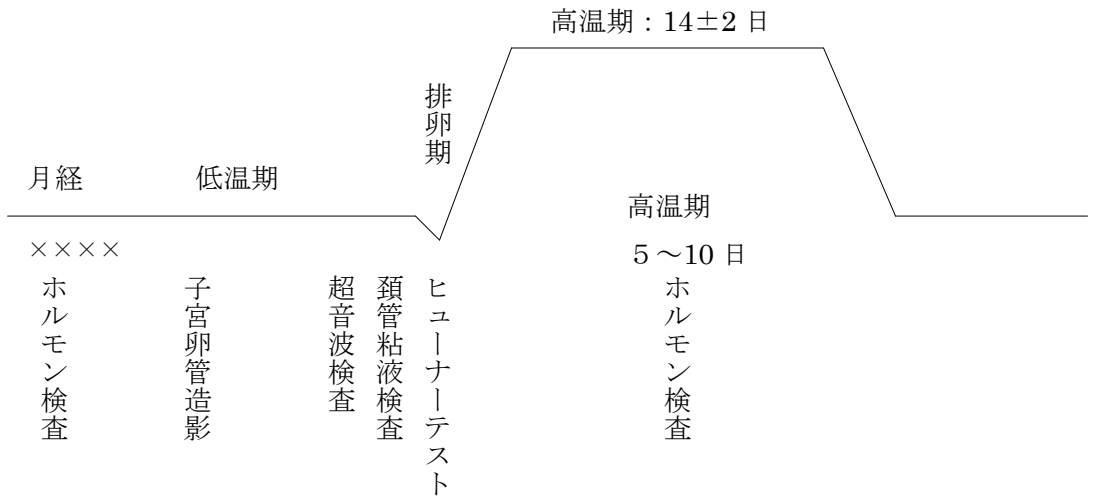 高温期：14±2 日
排卵期
月経
低温期
高温期
××××
５～10 日
ホルモン検査
子宮卵管造影
超音波検査
頚管粘液検査
ヒューナーテスト
ホルモン検査